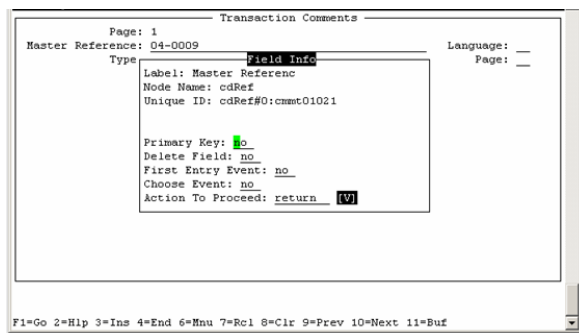 Transaction Comments
Page: 1
Master Reference: 04-0009 Language:
Type Page:
Field Info
Label: Master Referenc
Node Name: cdRef
Unique ID: cdRef#0:cmmt01021
Primary Key: no
Delete Field: no
First Entry Event: no
Choose Event: no
Action To Proceed: return [V]
F1=Go 2=Hlp 3=Ins 4=End 6=Mnu 7=Rcl 8=Clr 9=Prev 10=Next 11=Buf